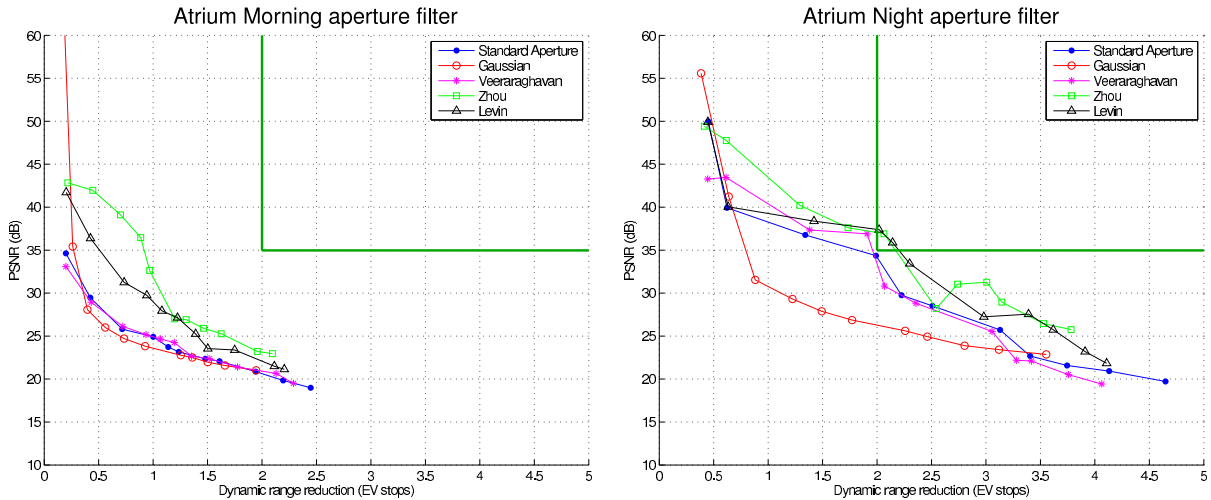 Atrium Morning aperture filter
60
55
50
45
40
35
30
25
20
15
10
PSNR (dB)
0
0.5
1
1.5
2
2.5
3
3.5
4
4.5
5
Dynamic range reduction (EV stops)
Standard Aperture
Gaussian
Veeraraghavan
Zhou
Levin
Atrium Night aperture filter
60
55
50
45
40
35
30
25
20
15
10
PSNR (dB)
0
0.5
1
1.5
2
2.5
3
3.5
4
4.5
5
Dynamic range reduction (EV stops)
Standard Aperture
Gaussian
Veeraraghavan
Zhou
Levin